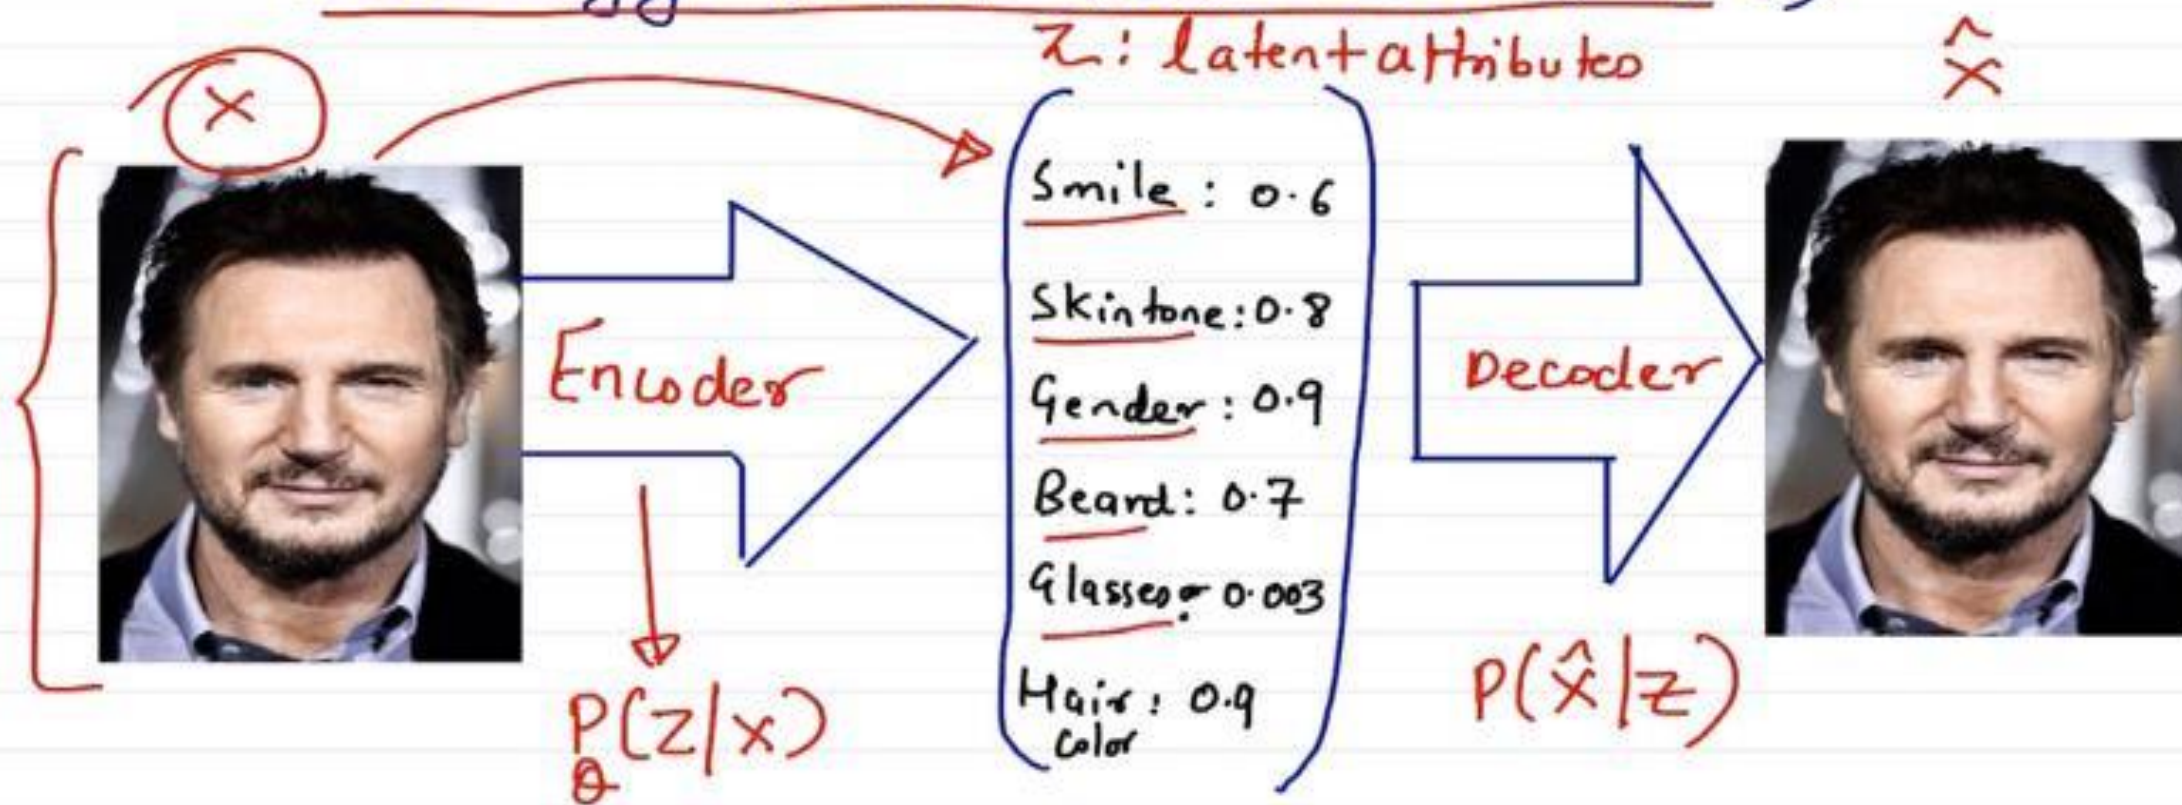 z: latent attributes
x
x̂
Smile: 0.6
Skintone: 0.8
Gender: 0.9
Beard: 0.7
Glasses: 0.003
Hair: 0.9
color
Encoder
Decoder
P(z/x)
θ
P(x̂|z)